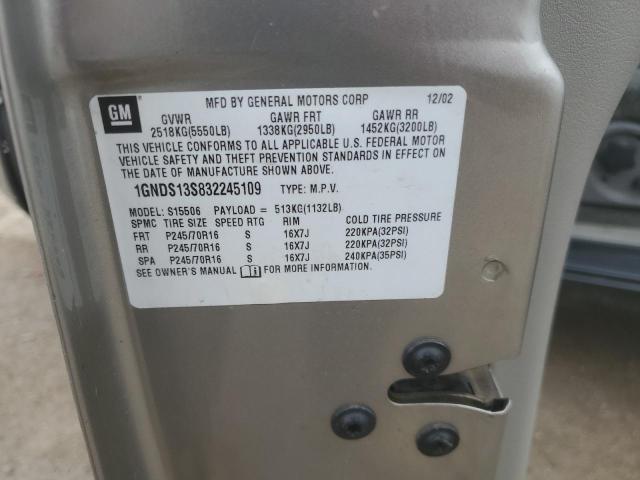 GM
MFD BY GENERAL MOTORS CORP 12/02
GVWR GAWR FRT GAWR RR
2518KG(5550LB) 1338KG(2950LB) 1452KG(3200LB)
THIS VEHICLE CONFORMS TO ALL APPLICABLE U.S. FEDERAL MOTOR
VEHICLE SAFETY AND THEFT PREVENTION STANDARDS IN EFFECT ON
THE DATE OF MANUFACTURE SHOWN ABOVE.
1GNDS13S832245109 TYPE: M.P.V.
MODEL: S15506 PAYLOAD = 513KG(1132LB)
SPMC TIRE SIZE SPEED RTG RIM COLD TIRE PRESSURE
FRT P245/70R16 S 16X7J 220KPA(32PSI)
RR P245/70R16 S 16X7J 220KPA(32PSI)
SPA P245/70R16 S 16X7J 240KPA(35PSI)
SEE OWNER'S MANUAL FOR MORE INFORMATION.